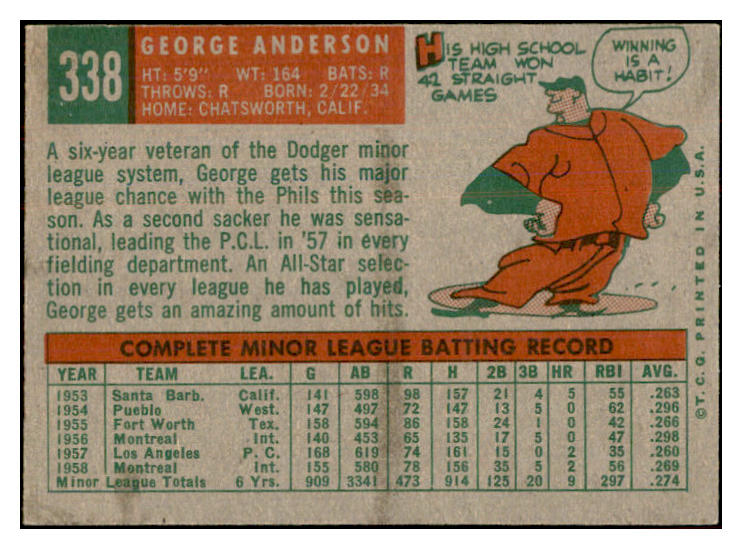 338
GEORGE ANDERSON
HT: 5'9" WT: 164 BATS: R
THROWS: R BORN: 2/22/34
HOME: CHATSWORTH, CALIF.
HIS HIGH SCHOOL
TEAM WON
42 STRAIGHT
GAMES
WINNING
IS A
HABIT!
A six-year veteran of the Dodger minor
league system, George gets his major
league chance with the Phils this sea-
son. As a second sacker he was sensa-
tional, leading the P.C.L. in '57 in every
fielding department. An All-Star selec-
tion in every league he has played,
George gets an amazing amount of hits.
COMPLETE MINOR LEAGUE BATTING RECORD
YEAR TEAM LEA. G AB R H 2B 3B HR RBI AVG.
1953 Santa Barb. Calif. 141 598 98 157 21 4 5 55 .263
1954 Pueblo West. 147 497 72 147 13 5 0 62 .296
1955 Fort Worth Tex. 158 594 86 158 24 1 0 42 .266
1956 Montreal Int. 140 453 65 135 17 5 0 47 .298
1957 Los Angeles P. C. 168 619 74 161 15 0 2 35 .260
1958 Montreal Int. 155 580 78 156 35 5 2 56 .269
Minor League Totals 6 Yrs. 909 3341 473 914 125 20 9 297 .274
©T.C.G. PRINTED IN U.S.A.